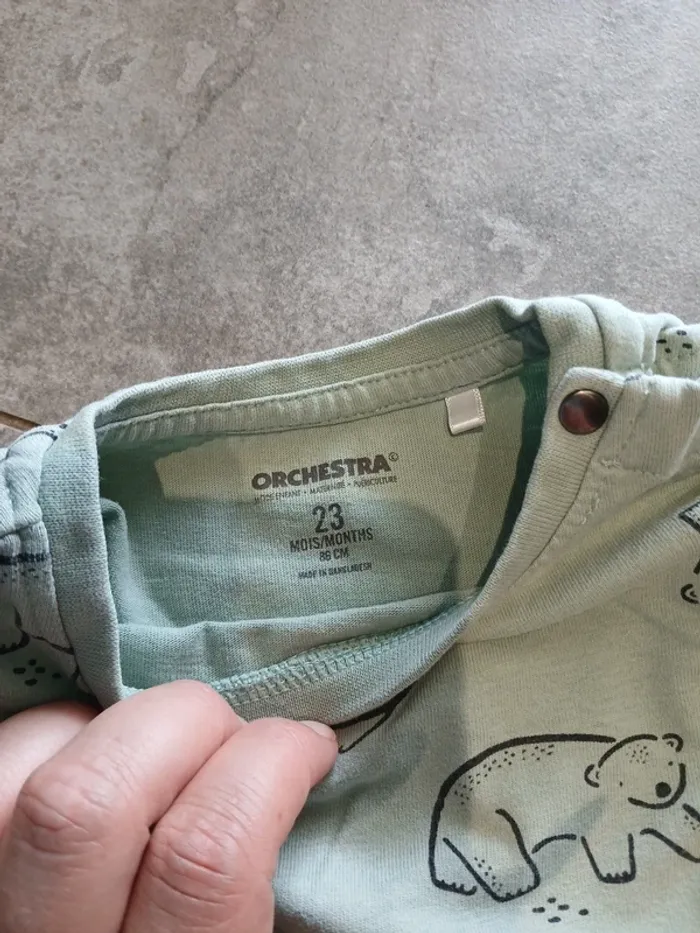 ORCHESTRA©
MODE ENFANT • MATERNITÉ • PUÉRICULTURE
23
MOIS/MONTHS
86 CM
MADE IN BANGLADESH